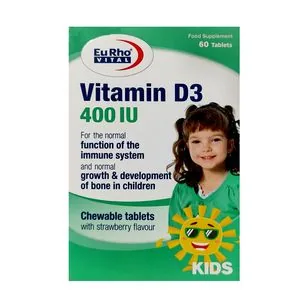 EuRho
VITAL
Food Supplement
60 Tablets
Vitamin D3
400 IU
For the normal
function of the
immune system
and normal
growth & development
of bone in children
Chewable tablets
with strawberry flavour
KIDS